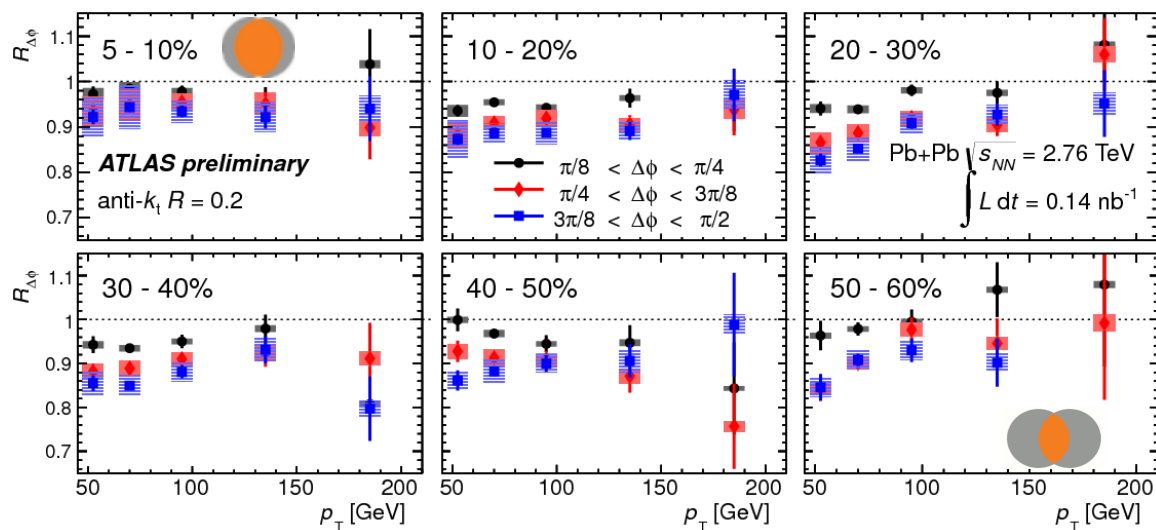 R_Δϕ
1.1
1
0.9
0.8
0.7
5 - 10%
ATLAS preliminary
anti-k_t R = 0.2
10 - 20%
π/8 < Δϕ < π/4
π/4 < Δϕ < 3π/8
3π/8 < Δϕ < π/2
20 - 30%
Pb+Pb √s_NN = 2.76 TeV
∫ L dt = 0.14 nb⁻¹
R_Δϕ
1.1
1
0.9
0.8
0.7
30 - 40%
40 - 50%
50 - 60%
50 100 150 200
50 100 150 200
50 100 150 200
p_T [GeV]
p_T [GeV]
p_T [GeV]